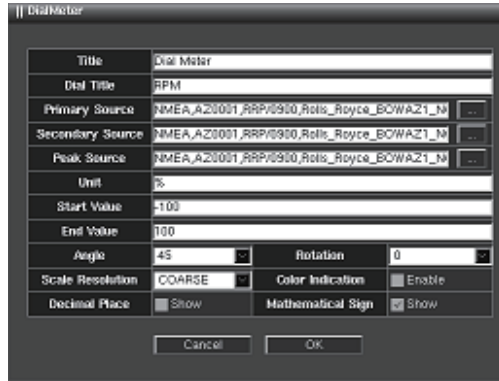 || DialMeter
Title Dial Meter
Dial Title RPM
Primary Source NMEA,AZ0001,RRP/0900,Rolls_Royce_BOWAZ1_N ...
Secondary Source NMEA,AZ0001,RRP/0900,Rolls_Royce_BOWAZ1_N ...
Peak Source NMEA,AZ0001,RRP/0900,Rolls_Royce_BOWAZ1_N ...
Unit %
Start Value -100
End Value 100
Angle 45 Rotation 0
Scale Resolution COARSE Color Indication Enable
Decimal Place Show Mathematical Sign Show
Cancel OK